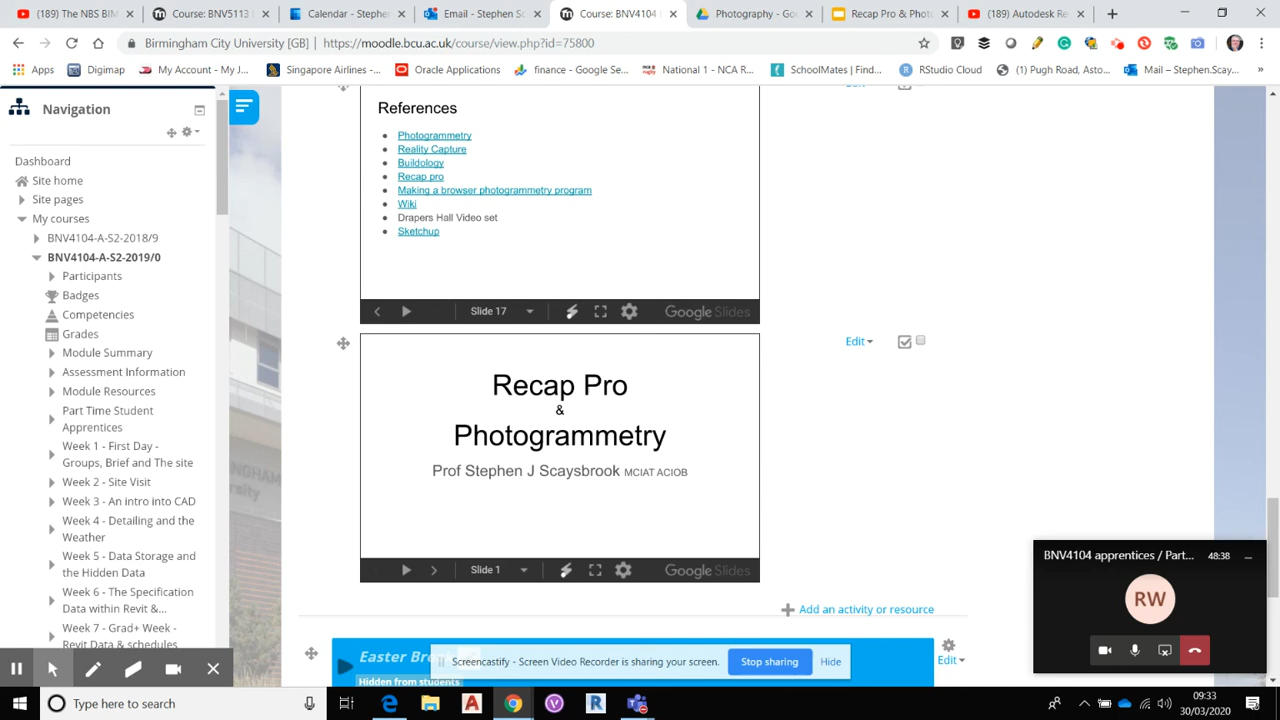 (189) The NBS D
Course: BNV5113 I
Calendar - Stephe
Email - Stephen Sc
Course: BNV4104 I
Photography - Go
Recap Pro & Photo
(189) Autodesk Re
Birmingham City University [GB] | https://moodle.bcu.ac.uk/course/view.php?id=75800
Apps
Digimap
My Account - My J...
Singapore Airlines -...
Oracle Applications
finance - Google Se...
National 1 - NCA R...
SchoolMates | Find...
RStudio Cloud
(1) Pugh Road, Asto...
Mail – Stephen.Scay...
»
Navigation
Dashboard
Site home
Site pages
My courses
BNV4104-A-S2-2018/9
BNV4104-A-S2-2019/0
Participants
Badges
Competencies
Grades
Module Summary
Assessment Information
Module Resources
Part Time Student
Apprentices
Week 1 - First Day -
Groups, Brief and The site
Week 2 - Site Visit
Week 3 - An intro into CAD
Week 4 - Detailing and the
Weather
Week 5 - Data Storage and
the Hidden Data
Week 6 - The Specification
Data within Revit &...
Week 7 - Grad+ Week -
Revit Data & schedules
References
● Photogrammetry
● Reality Capture
● Buildology
● Recap pro
● Making a browser photogrammetry program
● Wiki
● Drapers Hall Video set
● Sketchup
Slide 17
Google Slides
Edit
Recap Pro
&
Photogrammetry
Prof Stephen J Scaysbrook MCIAT ACIOB
Slide 1
Google Slides
Add an activity or resource
Easter Bre
Hidden from students
Edit
Screencastify - Screen Video Recorder is sharing your screen.
Stop sharing
Hide
BNV4104 apprentices / Part...
48:38
RW
Type here to search
09:33
30/03/2020